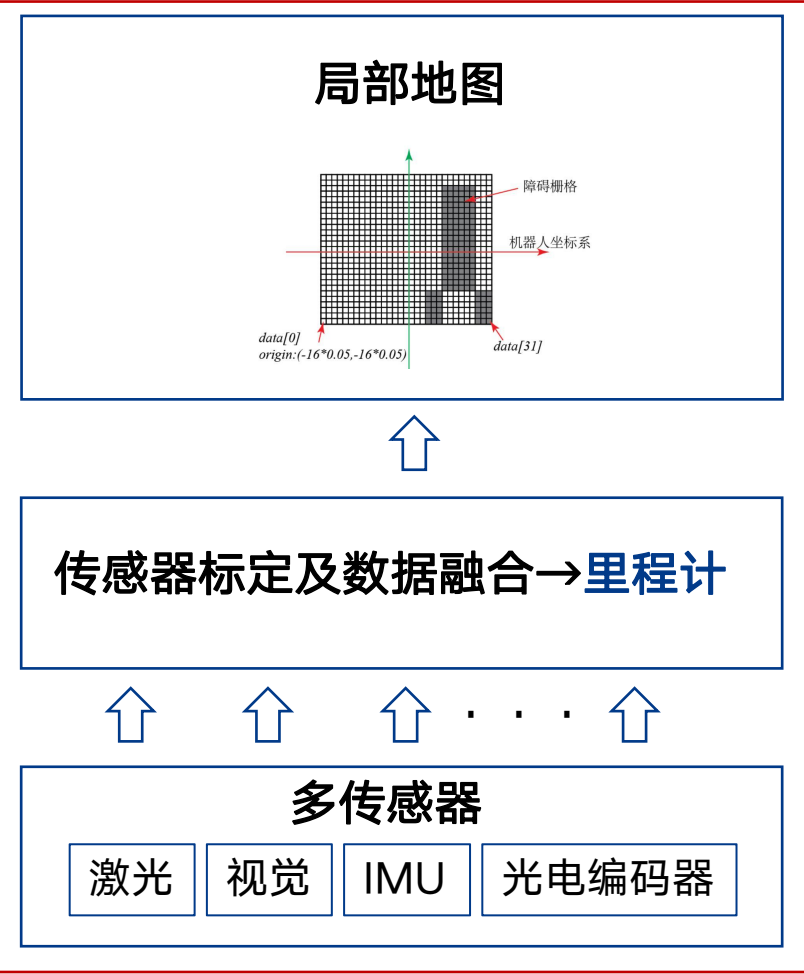 局部地图
障碍栅格
机器人坐标系
data[0]
origin:(-16*0.05,-16*0.05)
data[31]
传感器标定及数据融合→里程计
· · ·
多传感器
激光
视觉
IMU
光电编码器